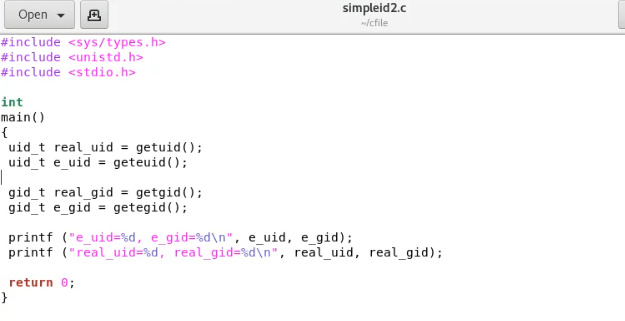 Open
simpleid2.c
~/cfile
#include <sys/types.h>
#include <unistd.h>
#include <stdio.h>
int
main()
{
uid_t real_uid = getuid();
uid_t e_uid = geteuid();
gid_t real_gid = getgid();
gid_t e_gid = getegid();
printf ("e_uid=%d, e_gid=%d\n", e_uid, e_gid);
printf ("real_uid=%d, real_gid=%d\n", real_uid, real_gid);
return 0;
}